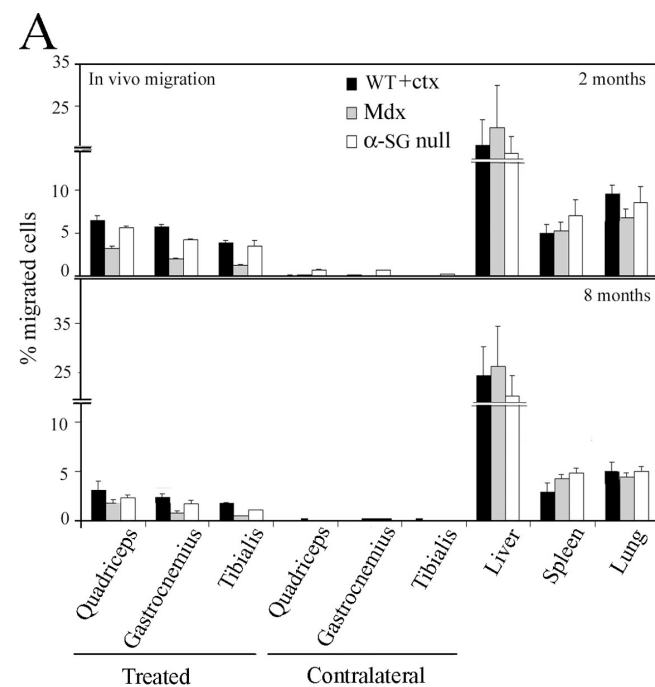 A
In vivo migration
2 months
WT+ctx
Mdx
α-SG null
35
25
10
5
0
% migrated cells
8 months
35
25
10
5
0
Quadriceps
Gastrocnemius
Tibialis
Quadriceps
Gastrocnemius
Tibialis
Liver
Spleen
Lung
Treated
Contralateral